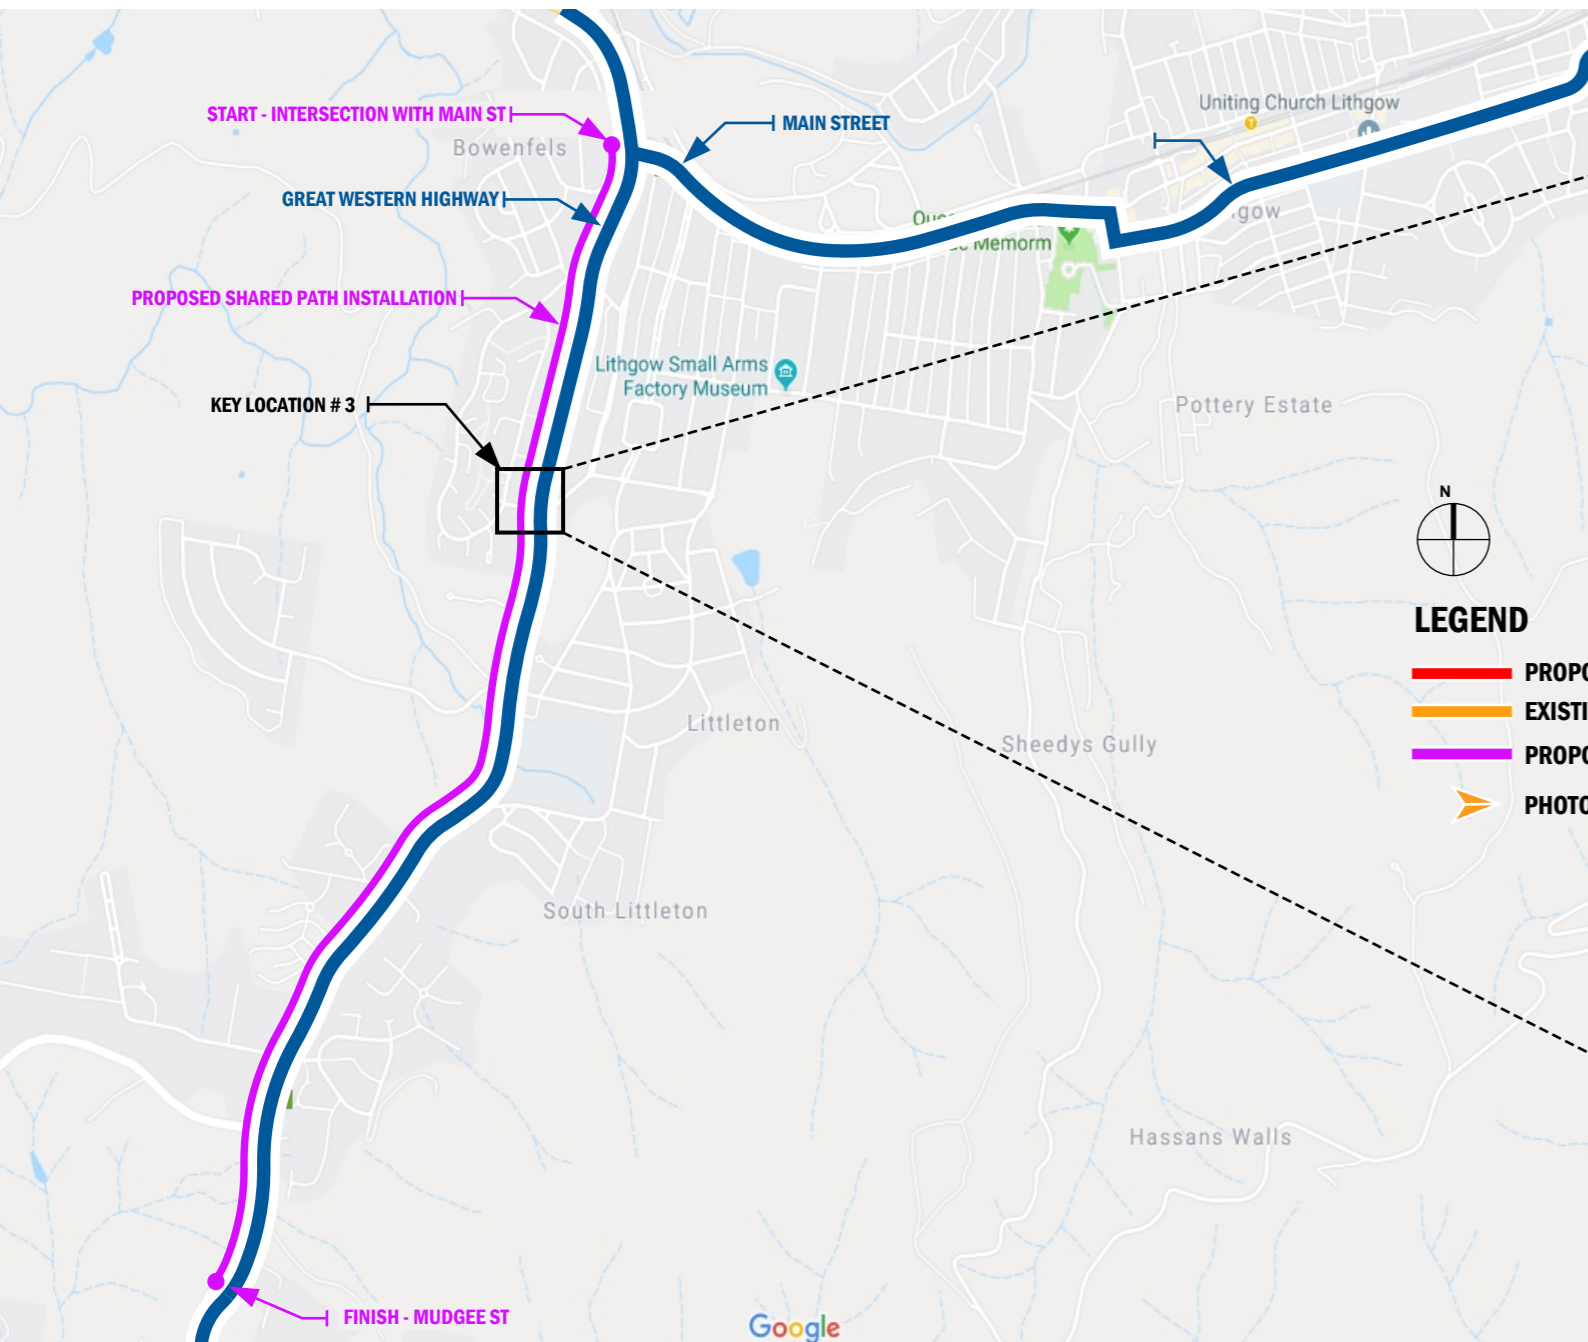 START - INTERSECTION WITH MAIN ST
Bowenfels
MAIN STREET
Uniting Church Lithgow
GREAT WESTERN HIGHWAY
gow
Memorm
PROPOSED SHARED PATH INSTALLATION
Lithgow Small Arms
Factory Museum
KEY LOCATION # 3
Pottery Estate
N
LEGEND
PROPO
EXISTI
PROPO
PHOTO
Littleton
Sheedys Gully
South Littleton
Hassans Walls
FINISH - MUDGEE ST
Google